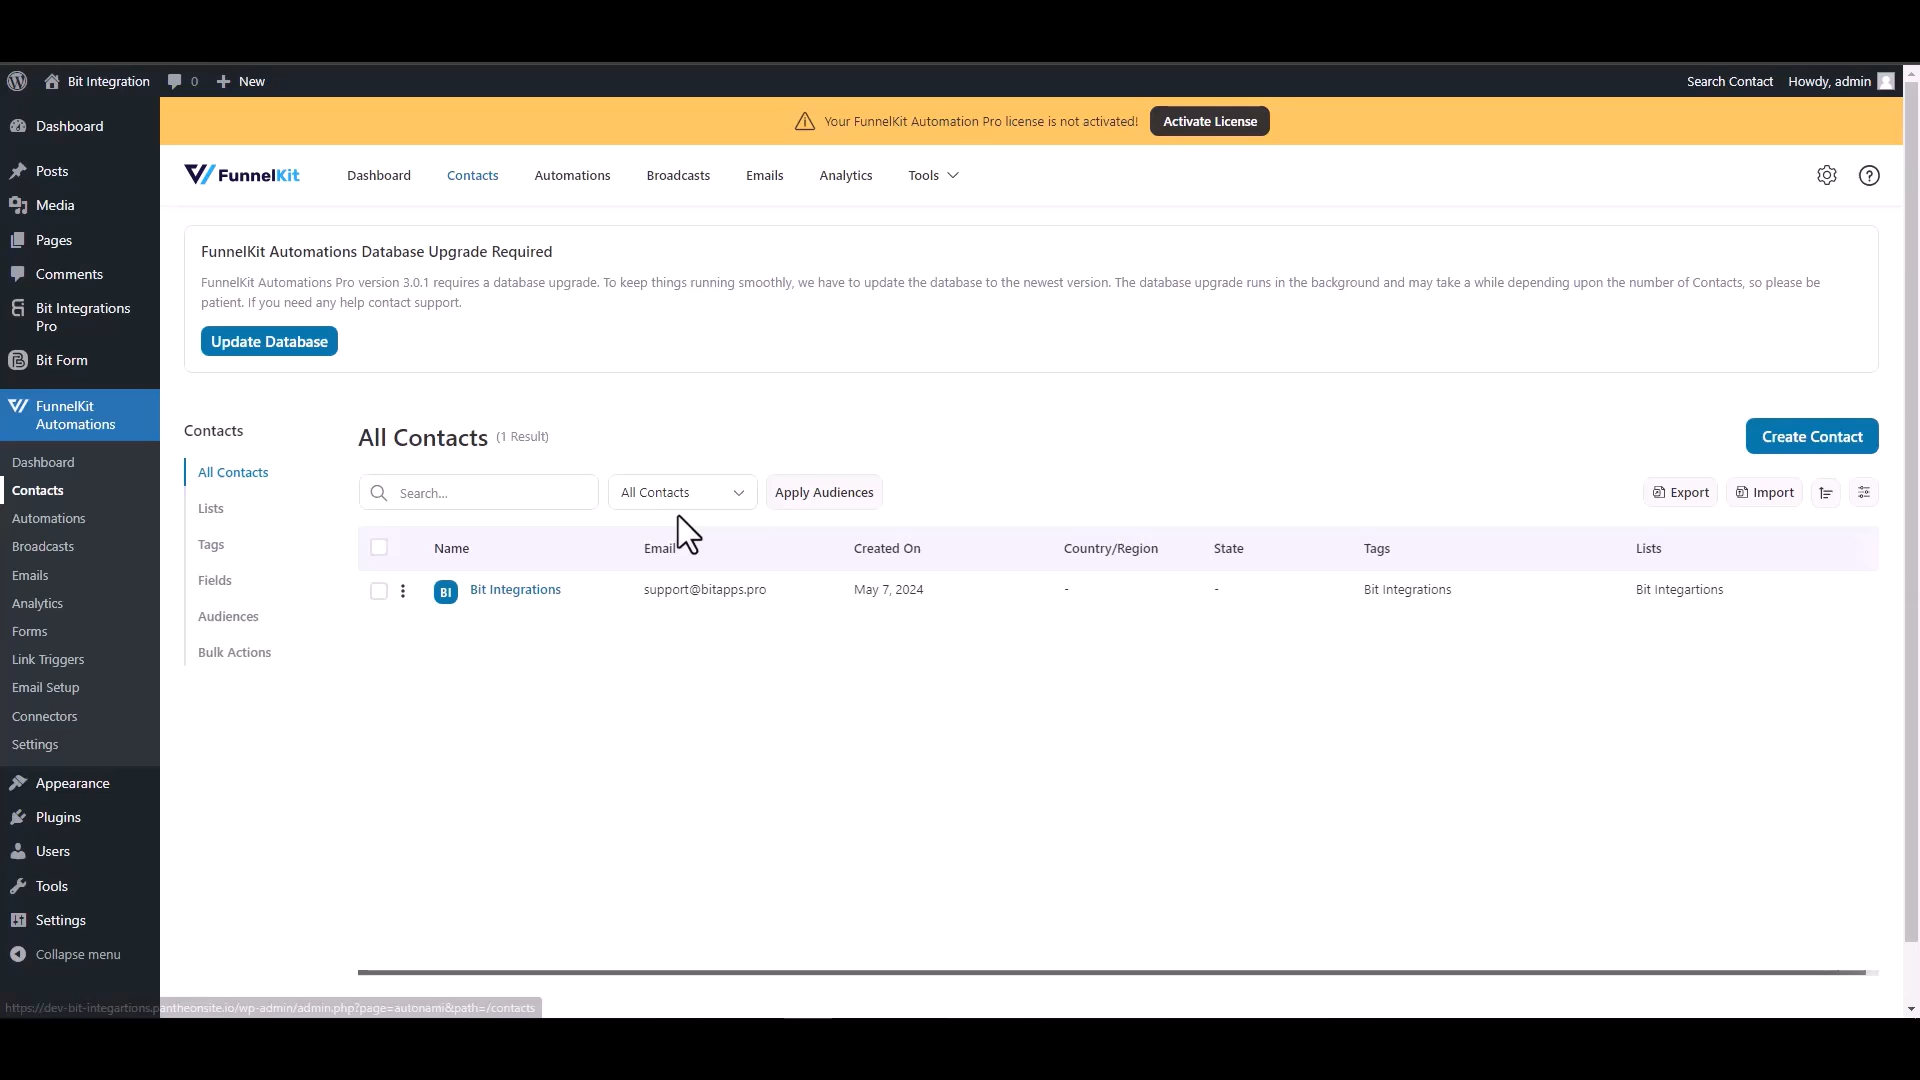 Bit Integration 0 New Search Contact Howdy, admin
Your FunnelKit Automation Pro license is not activated! Activate License
FunnelKit Dashboard Contacts Automations Broadcasts Emails Analytics Tools
Dashboard
Posts
Media
Pages
Comments
Bit Integrations
Pro
Bit Form
FunnelKit
Automations
Dashboard
Contacts
Automations
Broadcasts
Emails
Analytics
Forms
Link Triggers
Email Setup
Connectors
Settings
Appearance
Plugins
Users
Tools
Settings
Collapse menu
FunnelKit Automations Database Upgrade Required
FunnelKit Automations Pro version 3.0.1 requires a database upgrade. To keep things running smoothly, we have to update the database to the newest version. The database upgrade runs in the background and may take a while depending upon the number of Contacts, so please be
patient. If you need any help contact support.
Update Database
Contacts
All Contacts
Lists
Tags
Fields
Audiences
Bulk Actions
All Contacts (1 Result) Create Contact
Search... All Contacts Apply Audiences Export Import
Name Email Created On Country/Region State Tags Lists
BI Bit Integrations support@bitapps.pro May 7, 2024 - - Bit Integrations Bit Integartions
https://dev-bit-integartions.pantheonsite.io/wp-admin/admin.php?page=autonami&path=/contacts